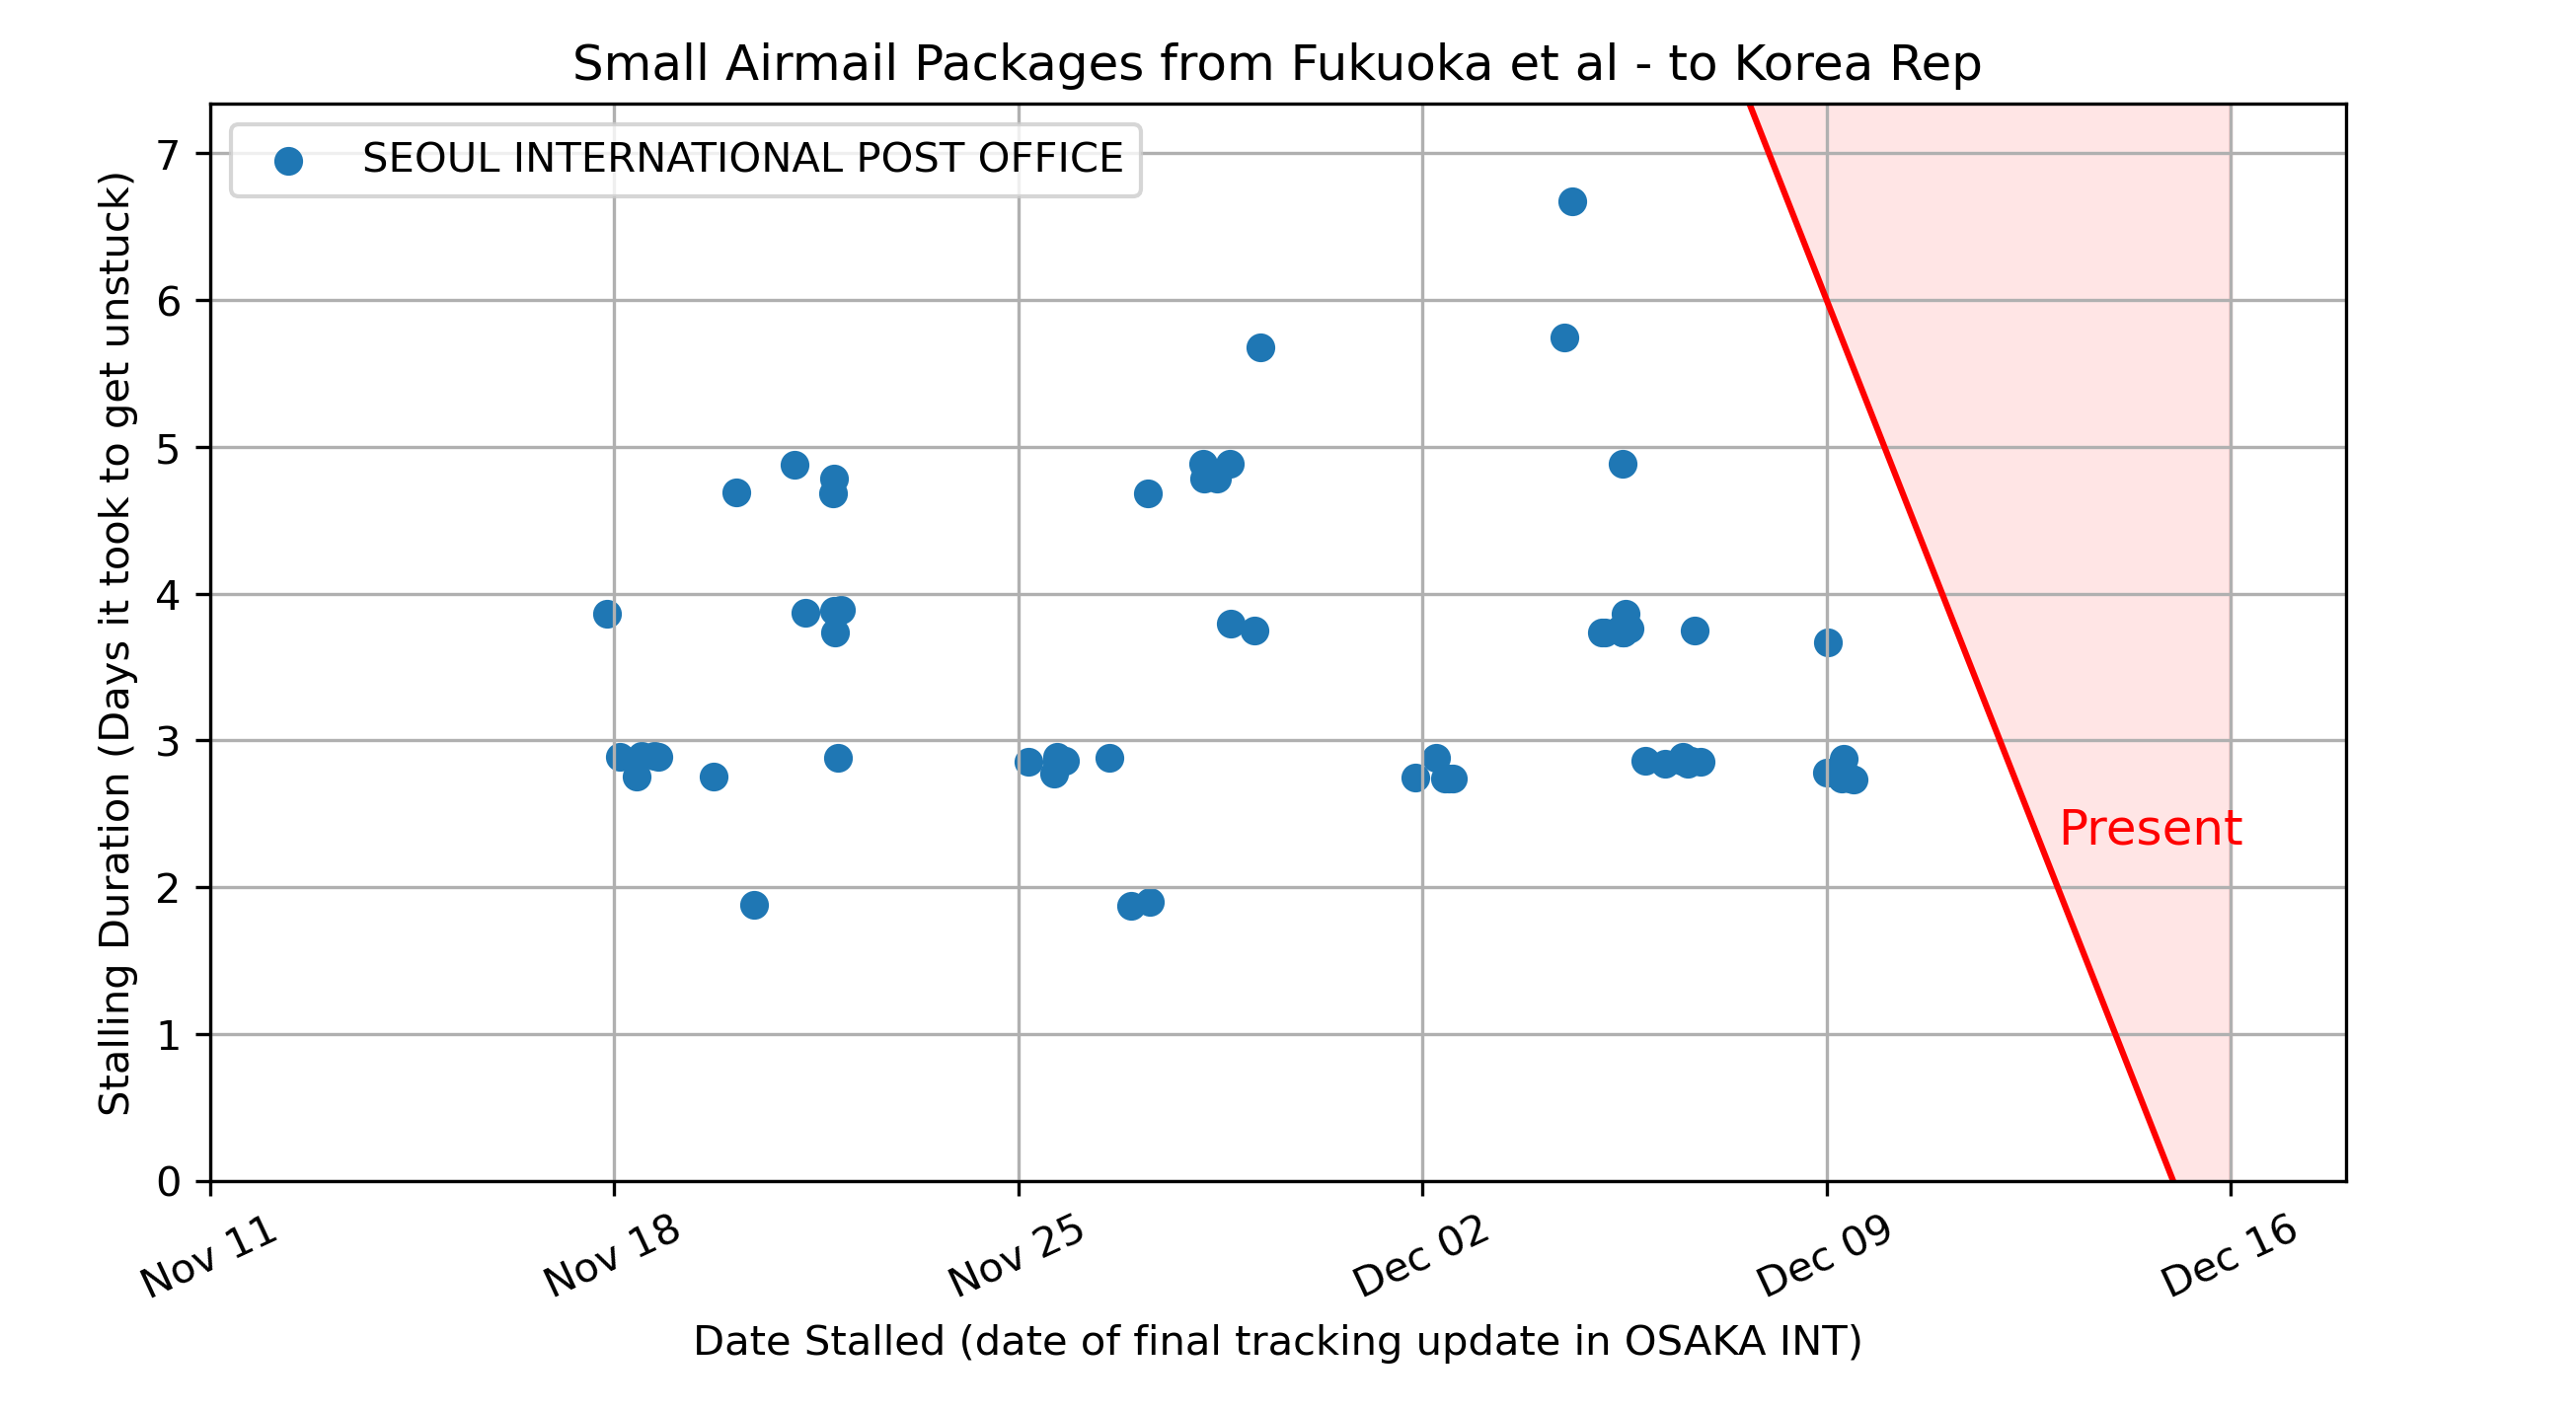 Small Airmail Packages from Fukuoka et al - to Korea Rep
SEOUL INTERNATIONAL POST OFFICE
Stalling Duration (Days it took to get unstuck)
7
6
5
4
3
2
1
0
Present
Nov 11
Nov 18
Nov 25
Dec 02
Dec 09
Dec 16
Date Stalled (date of final tracking update in OSAKA INT)